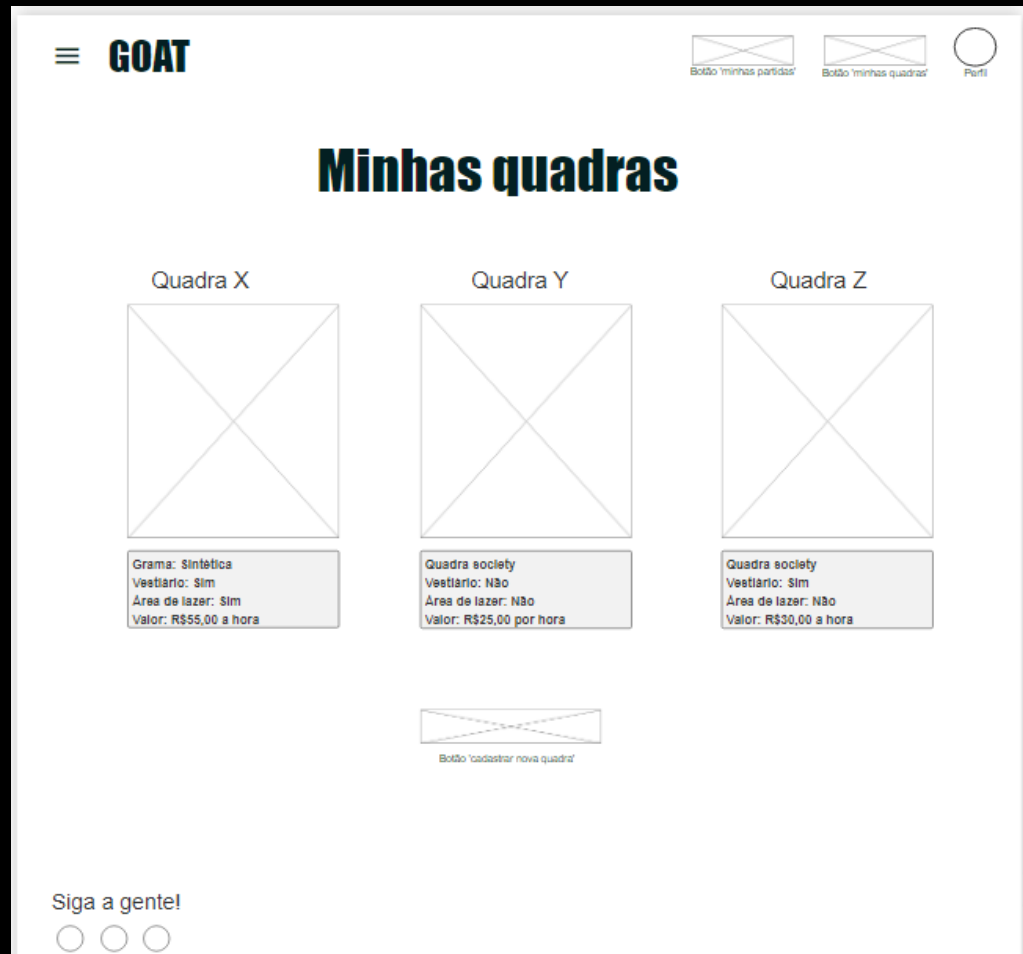 GOAT
Botão 'minhas partidas'
Botão 'minhas quadras'
Perfil
Minhas quadras
Quadra X
Quadra Y
Quadra Z
Grama: Sintética
Vestiário: Sim
Área de lazer: Sim
Valor: R$55,00 a hora
Quadra society
Vestiário: Não
Área de lazer: Não
Valor: R$25,00 por hora
Quadra society
Vestiário: Sim
Área de lazer: Não
Valor: R$30,00 a hora
Botão 'cadastrar nova quadra'
Siga a gente!